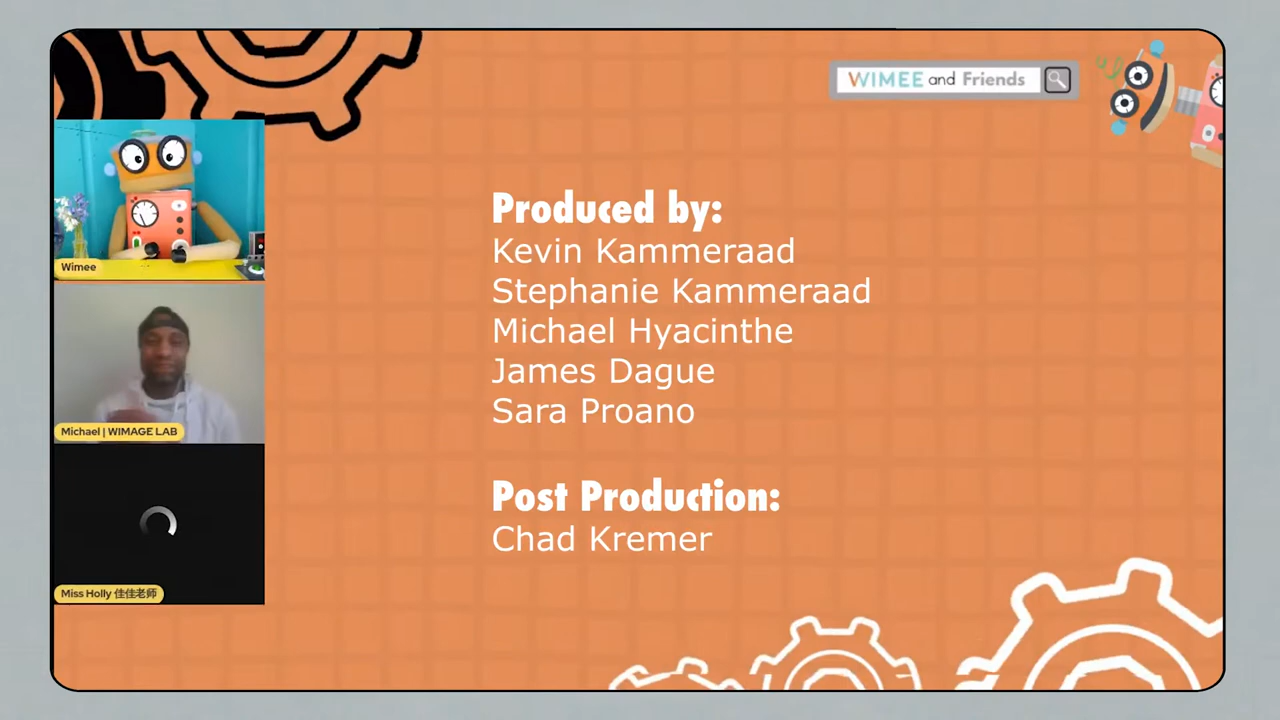 WIMEE and Friends
Wimee
Michael | WIMAGE LAB
Miss Holly 佳佳老师
Produced by:
Kevin Kammeraad
Stephanie Kammeraad
Michael Hyacinthe
James Dague
Sara Proano
Post Production:
Chad Kremer